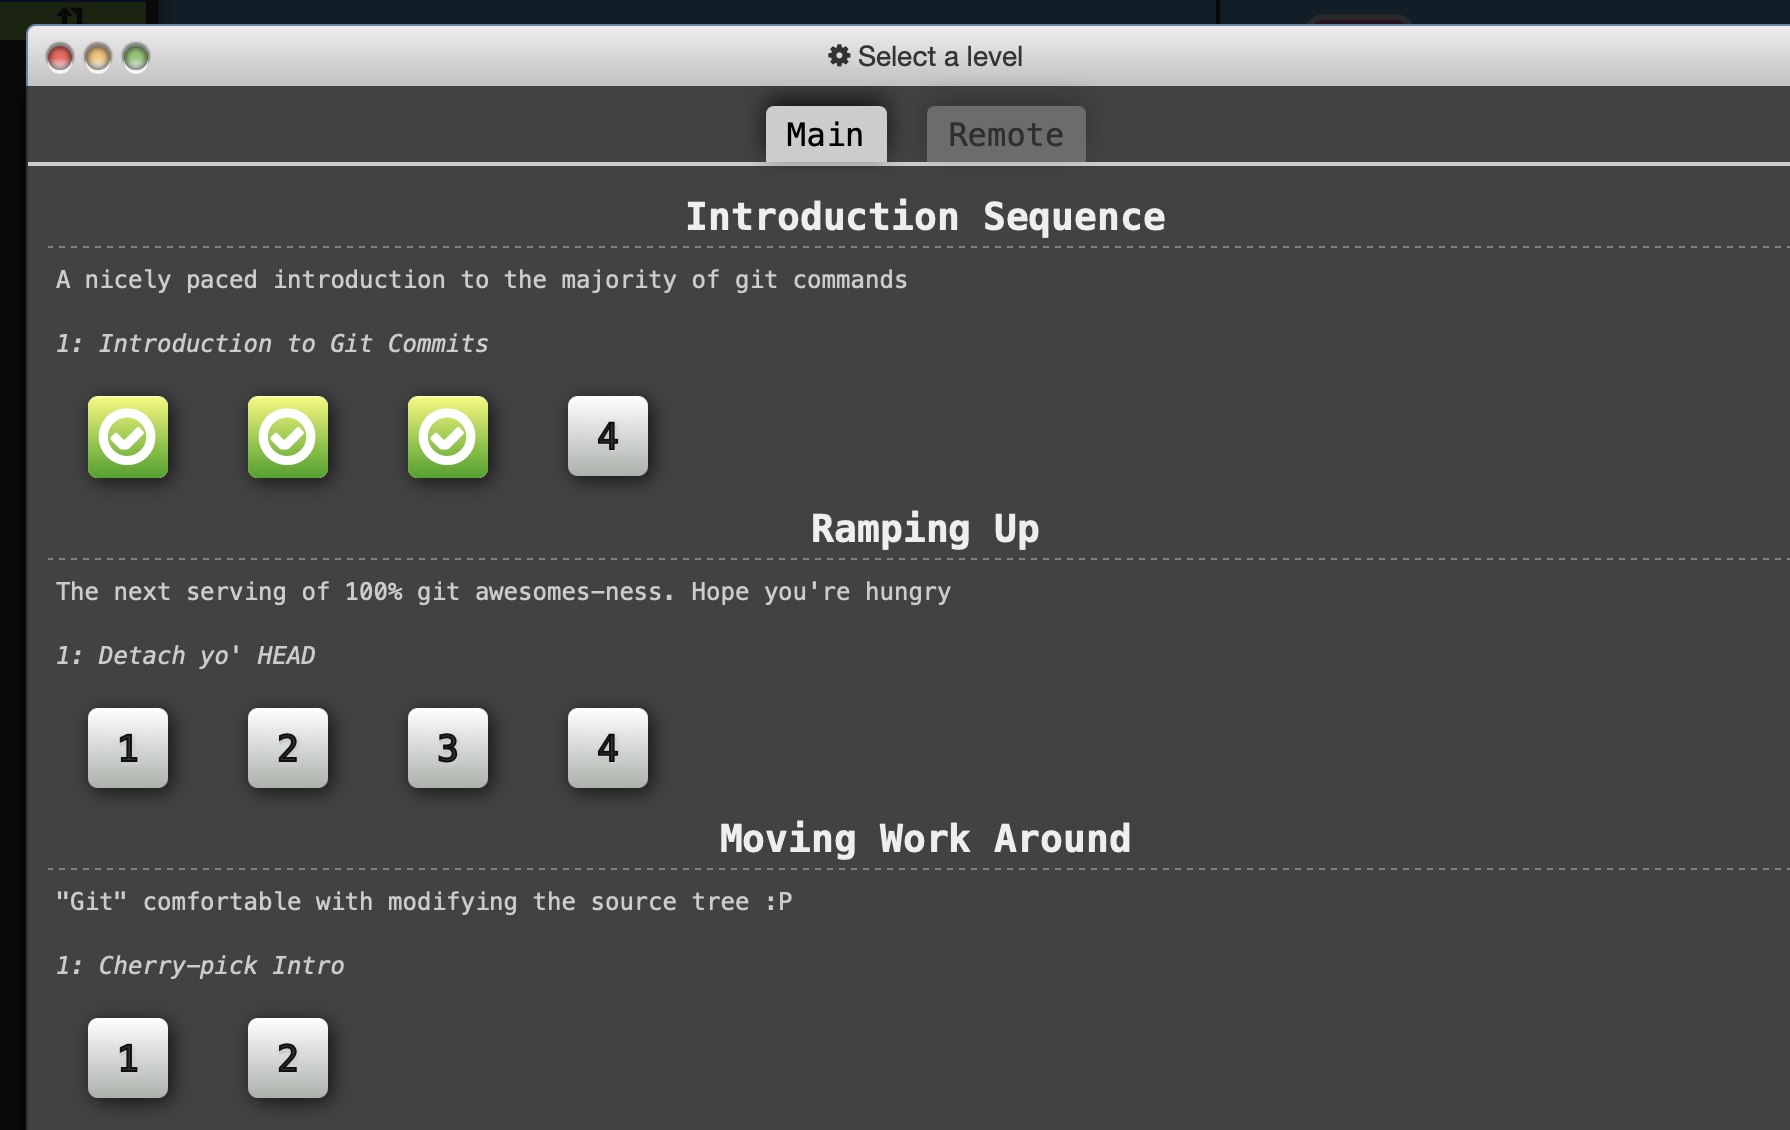 Select a level
Main
Remote
Introduction Sequence
A nicely paced introduction to the majority of git commands
1: Introduction to Git Commits
4
Ramping Up
The next serving of 100% git awesomes-ness. Hope you're hungry
1: Detach yo' HEAD
1 2 3 4
Moving Work Around
"Git" comfortable with modifying the source tree :P
1: Cherry-pick Intro
1 2